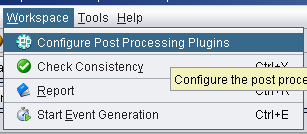 Workspace Tools Help
Configure Post Processing Plugins
Check Consistency Ctrl+Y
Configure the post proce
Report Ctrl+R
Start Event Generation Ctrl+E